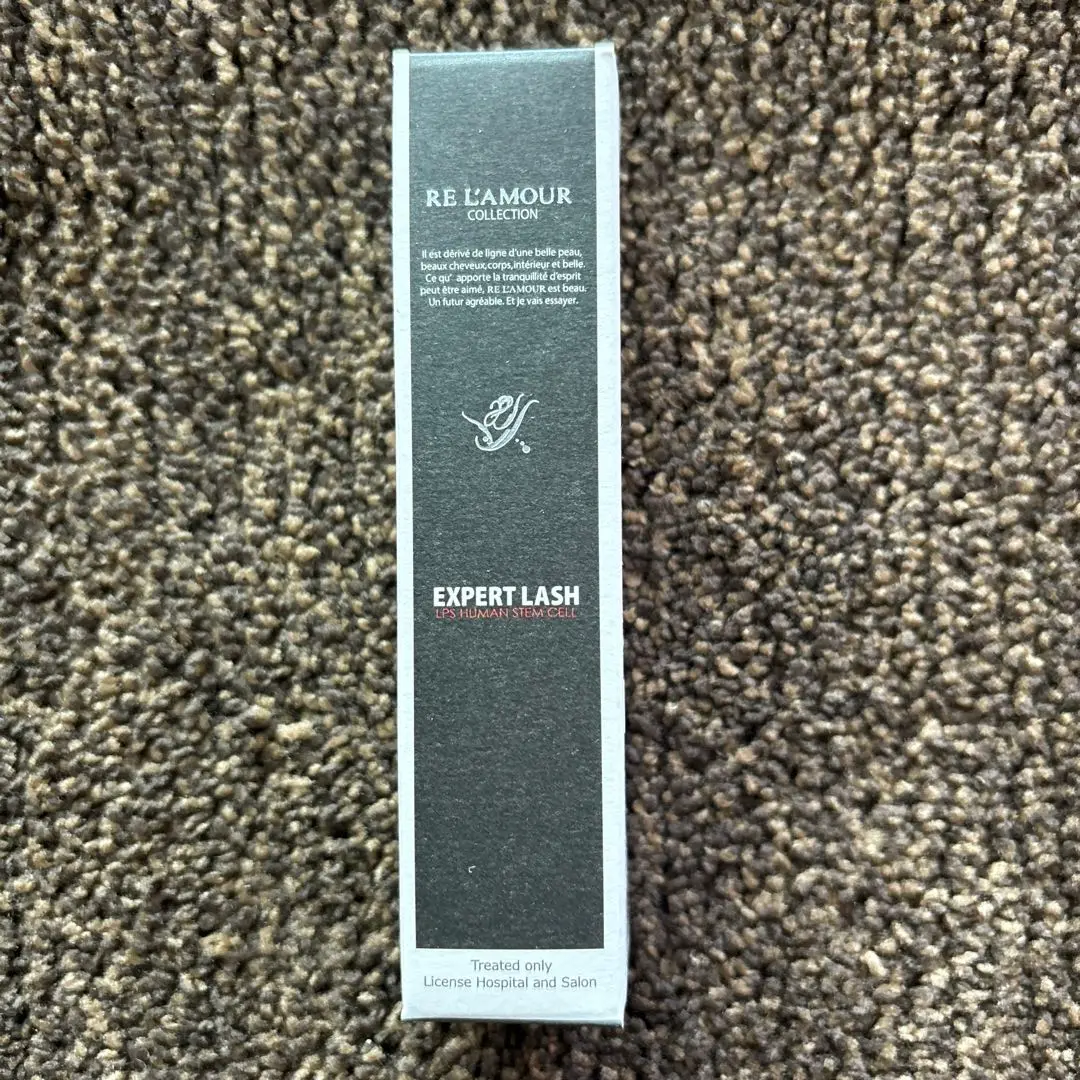 RE L'AMOUR
COLLECTION
Il est dérivé de ligne d'une belle peau,
beaux cheveux,corps,intérieur et belle.
Ce qu' apporte la tranquillité d'esprit
peut être aimé, RE L'AMOUR est beau.
Un futur agréable. Et je vais essayer.
EXPERT LASH
LPS HUMAN STEM CELL
Treated only
License Hospital and Salon